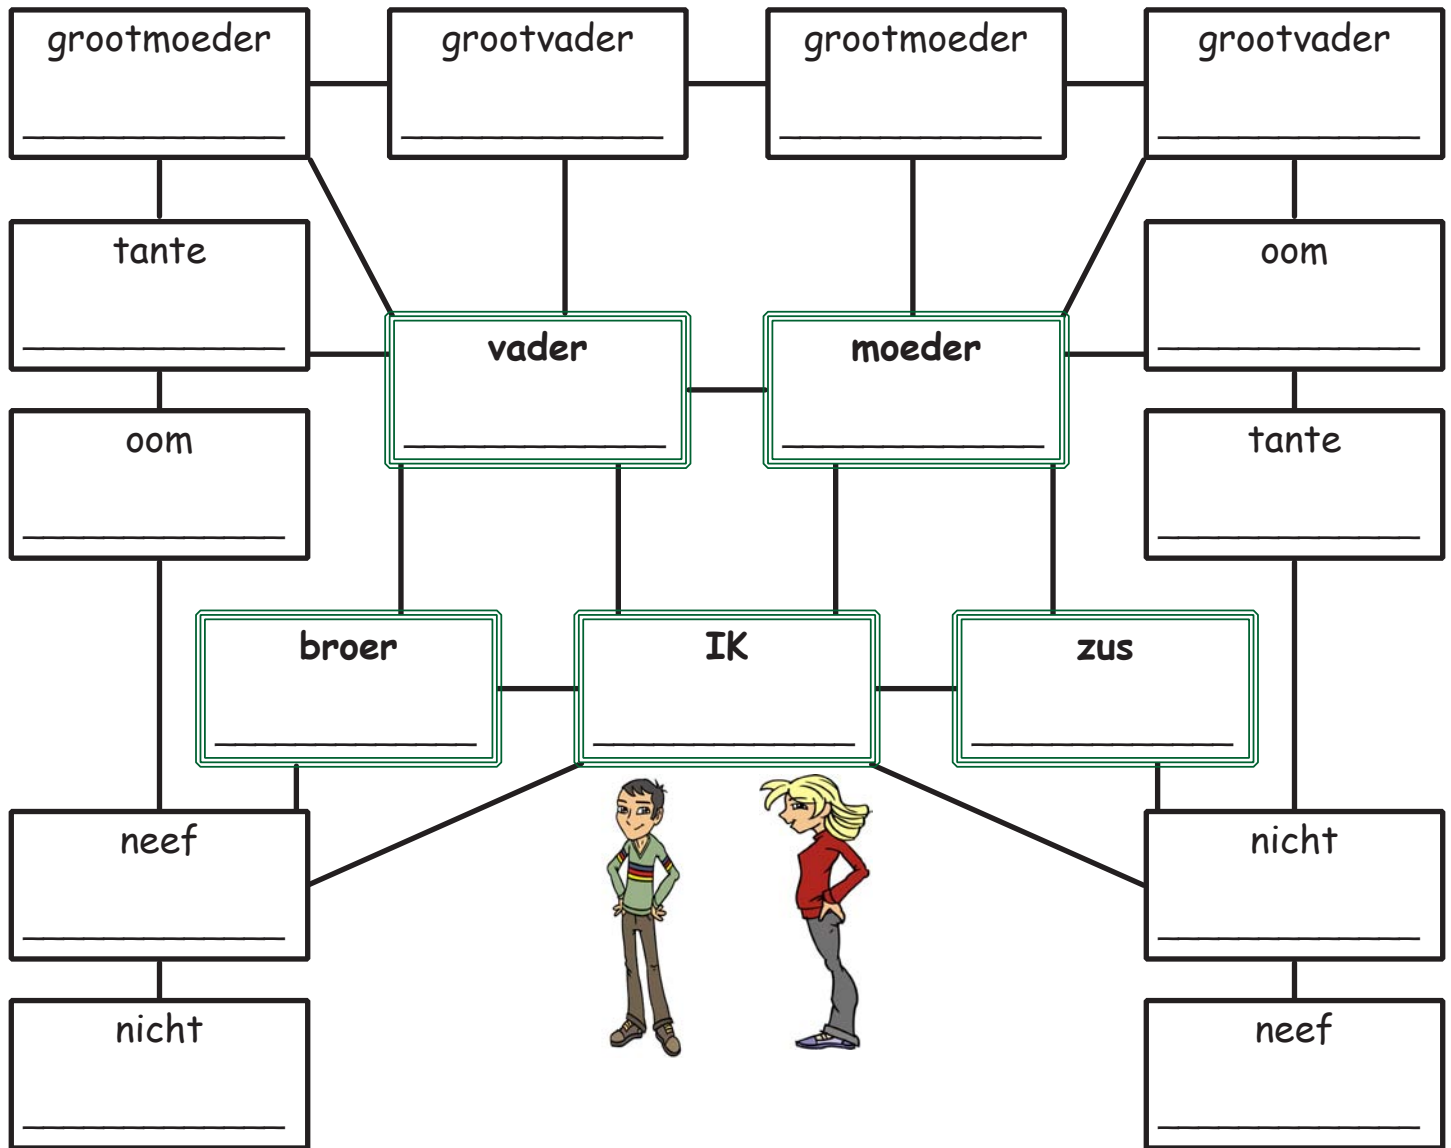 grootmoeder
grootvader
grootmoeder
grootvader
tante
oom
vader
moeder
oom
tante
broer
IK
zus
neef
nicht
nicht
neef